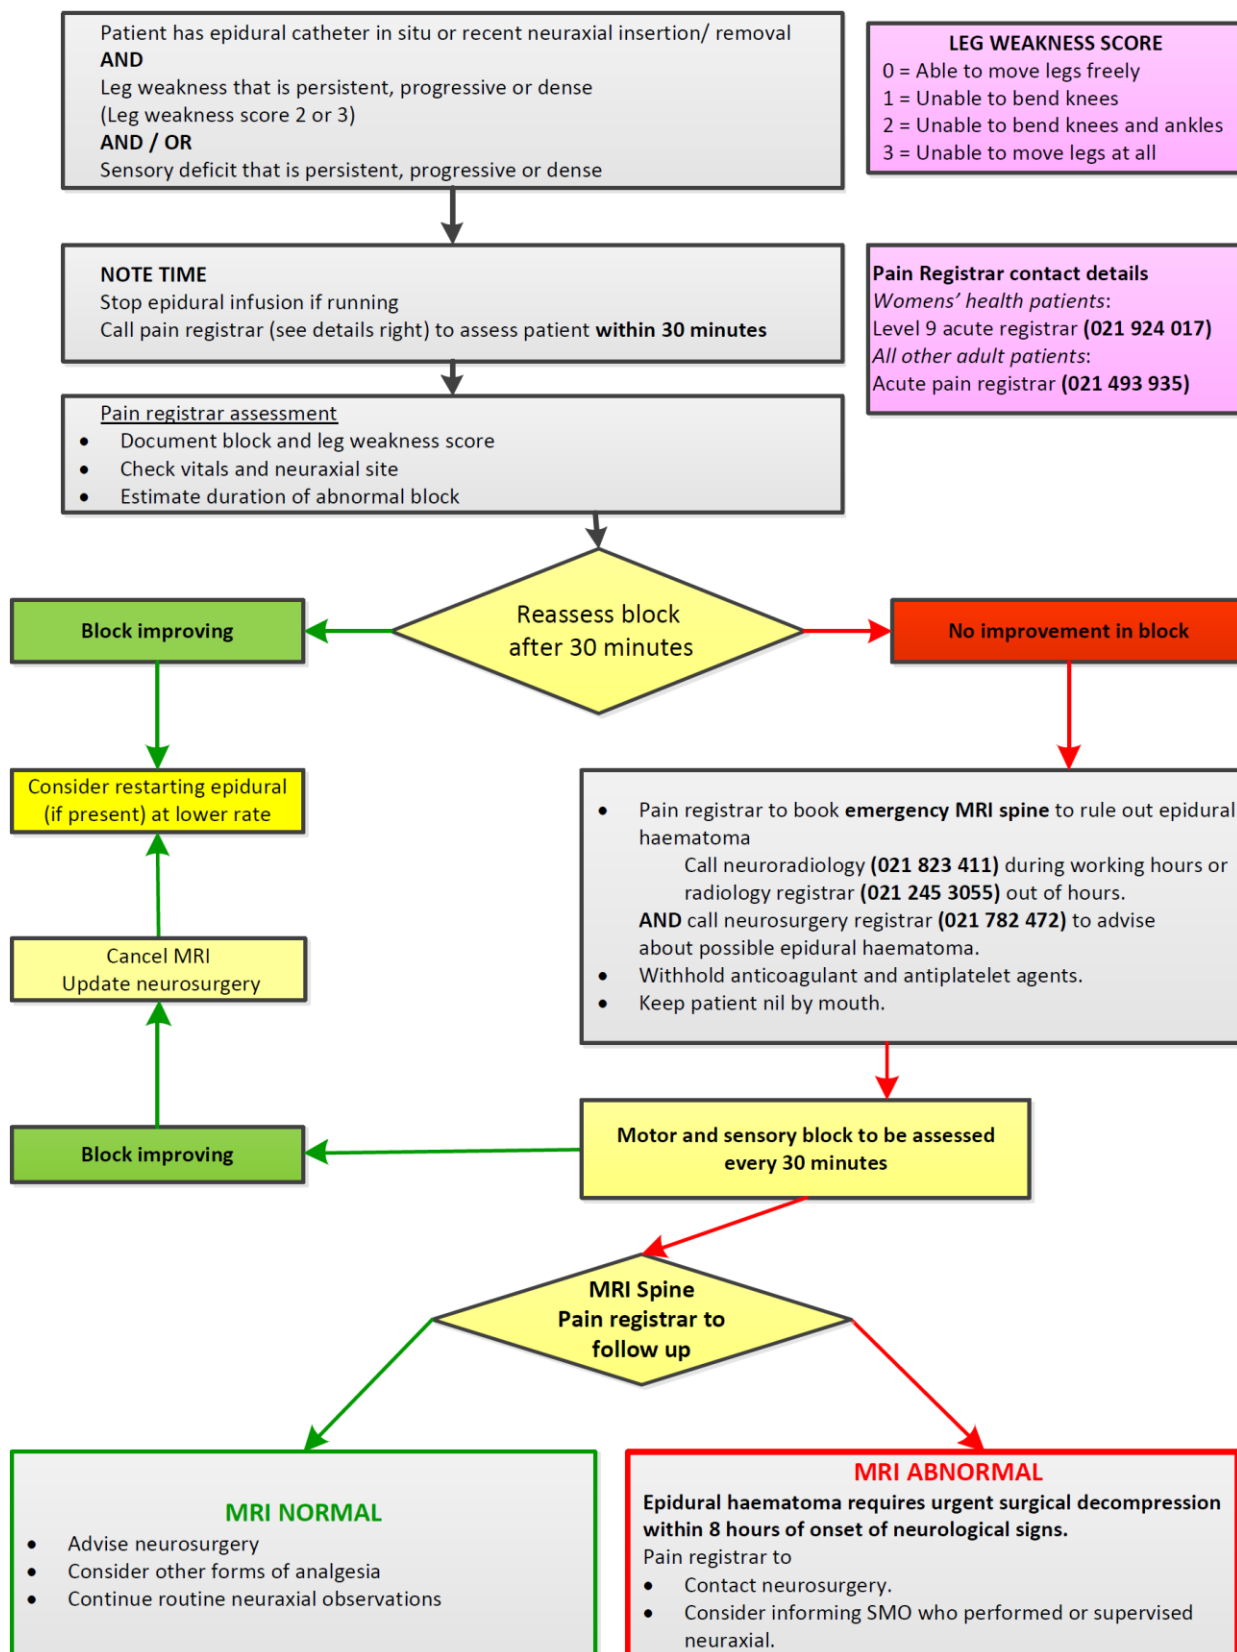 Patient has epidural catheter in situ or recent neuraxial insertion/ removal
AND
Leg weakness that is persistent, progressive or dense
(Leg weakness score 2 or 3)
AND / OR
Sensory deficit that is persistent, progressive or dense
LEG WEAKNESS SCORE
0 = Able to move legs freely
1 = Unable to bend knees
2 = Unable to bend knees and ankles
3 = Unable to move legs at all
NOTE TIME
Stop epidural infusion if running
Call pain registrar (see details right) to assess patient within 30 minutes
Pain Registrar contact details
Womens' health patients:
Level 9 acute registrar (021 924 017)
All other adult patients:
Acute pain registrar (021 493 935)
Pain registrar assessment
• Document block and leg weakness score
• Check vitals and neuraxial site
• Estimate duration of abnormal block
Reassess block
after 30 minutes
Block improving
No improvement in block
Consider restarting epidural
(if present) at lower rate
• Pain registrar to book emergency MRI spine to rule out epidural
haematoma
Call neuroradiology (021 823 411) during working hours or
radiology registrar (021 245 3055) out of hours.
AND call neurosurgery registrar (021 782 472) to advise
about possible epidural haematoma.
• Withhold anticoagulant and antiplatelet agents.
• Keep patient nil by mouth.
Cancel MRI
Update neurosurgery
Block improving
Motor and sensory block to be assessed
every 30 minutes
MRI Spine
Pain registrar to
follow up
MRI NORMAL
• Advise neurosurgery
• Consider other forms of analgesia
• Continue routine neuraxial observations
MRI ABNORMAL
Epidural haematoma requires urgent surgical decompression
within 8 hours of onset of neurological signs.
Pain registrar to
• Contact neurosurgery.
• Consider informing SMO who performed or supervised
neuraxial.